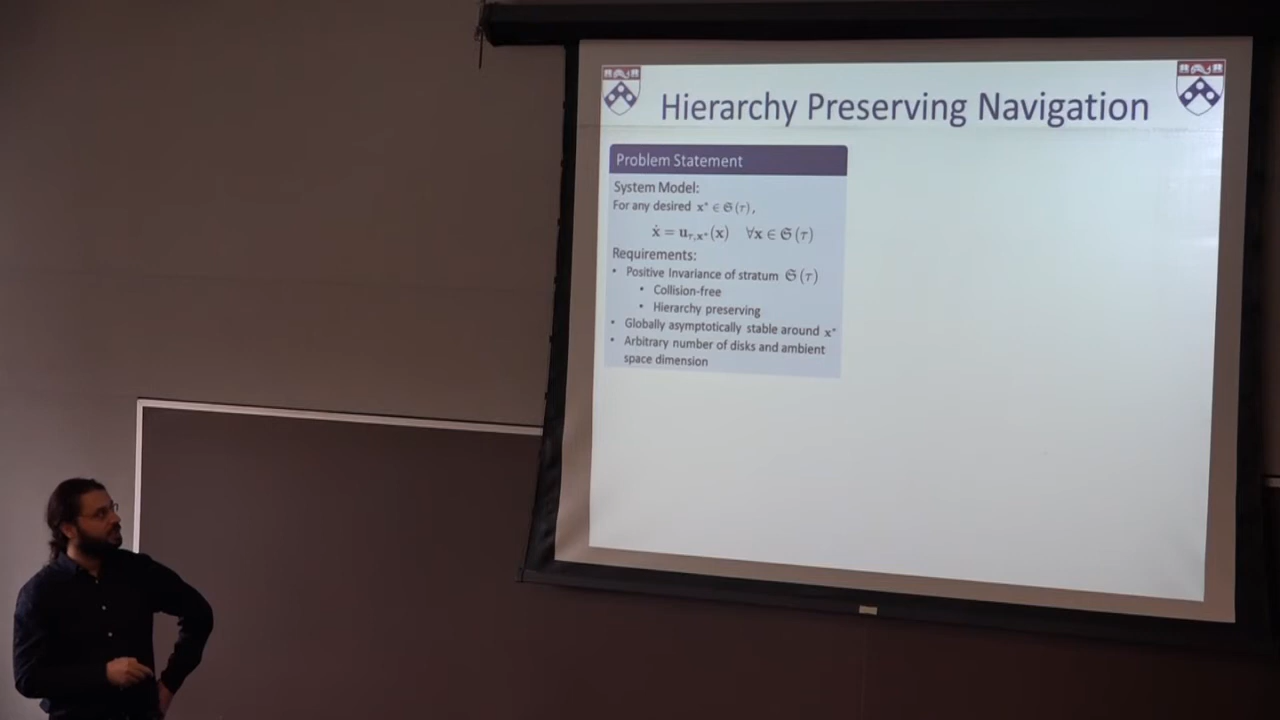 Hierarchy Preserving Navigation
Problem Statement
System Model:
For any desired x* ∈ 𝔖(τ),
ẋ = u_{τ,x*}(x) ∀x ∈ 𝔖(τ)
Requirements:
• Positive Invariance of stratum 𝔖(τ)
• Collision-free
• Hierarchy preserving
• Globally asymptotically stable around x*
• Arbitrary number of disks and ambient
space dimension